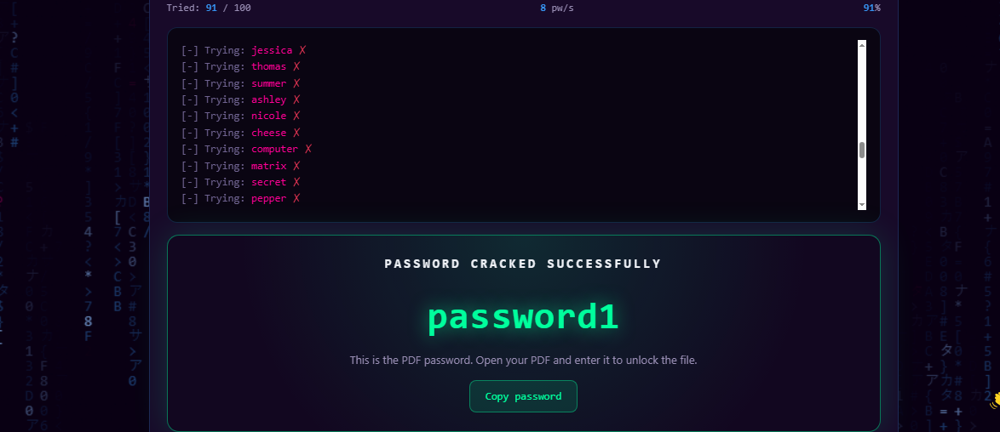 Tried: 91 / 100 8 pw/s 91%
[-] Trying: jessica ✗
[-] Trying: thomas ✗
[-] Trying: summer ✗
[-] Trying: ashley ✗
[-] Trying: nicole ✗
[-] Trying: cheese ✗
[-] Trying: computer ✗
[-] Trying: matrix ✗
[-] Trying: secret ✗
[-] Trying: pepper ✗
PASSWORD CRACKED SUCCESSFULLY
password1
This is the PDF password. Open your PDF and enter it to unlock the file.
Copy password